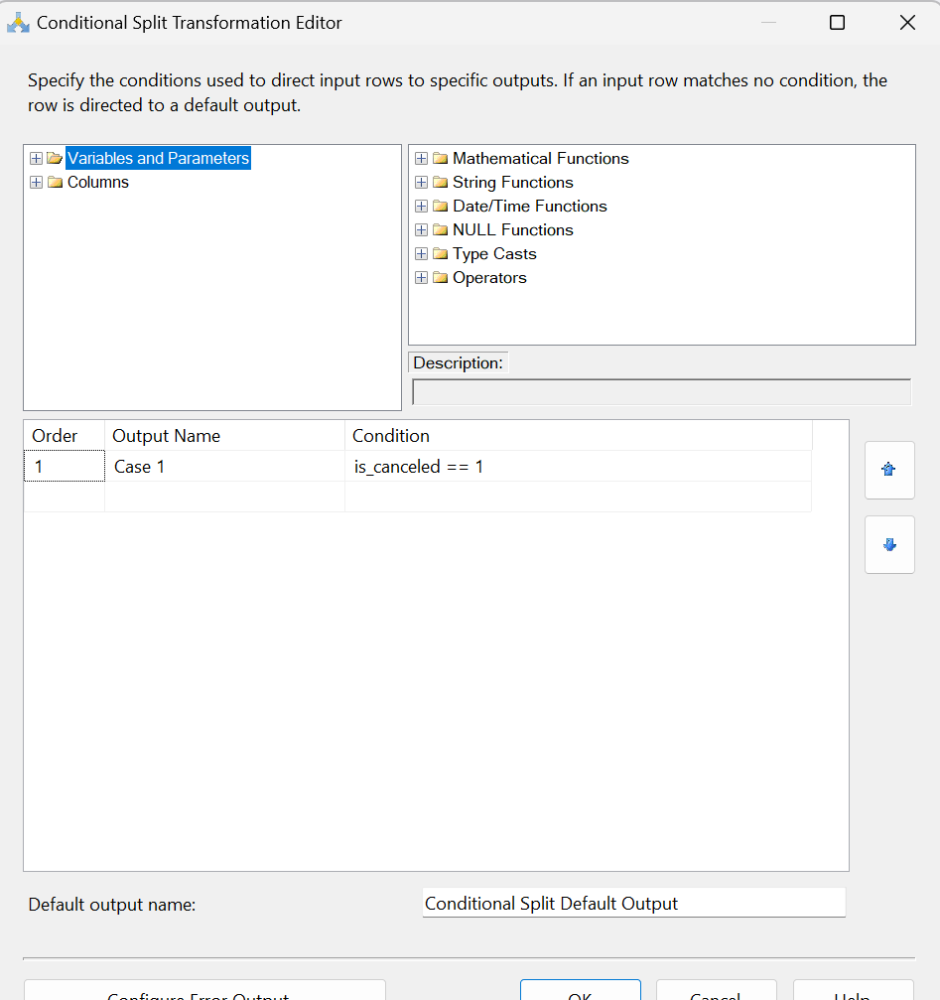 Conditional Split Transformation Editor
Specify the conditions used to direct input rows to specific outputs. If an input row matches no condition, the
row is directed to a default output.
Variables and Parameters
Columns
Mathematical Functions
String Functions
Date/Time Functions
NULL Functions
Type Casts
Operators
Description:
Order Output Name Condition
1 Case 1 is_canceled == 1
Default output name: Conditional Split Default Output
Configure Error Output... OK Cancel Help